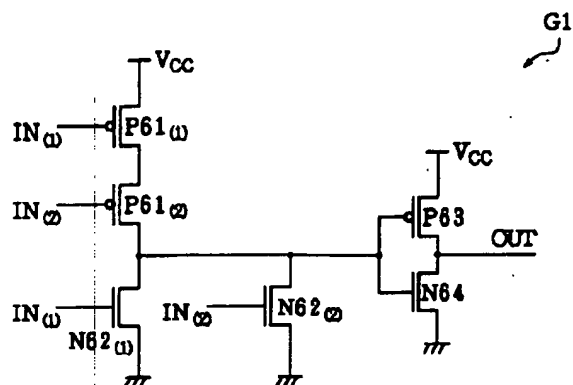 G1
VCC
IN(1) P61(1)
VCC
IN(2) P61(2)
P63
OUT
IN(1) N62(1)
IN(2) N62(2)
N64